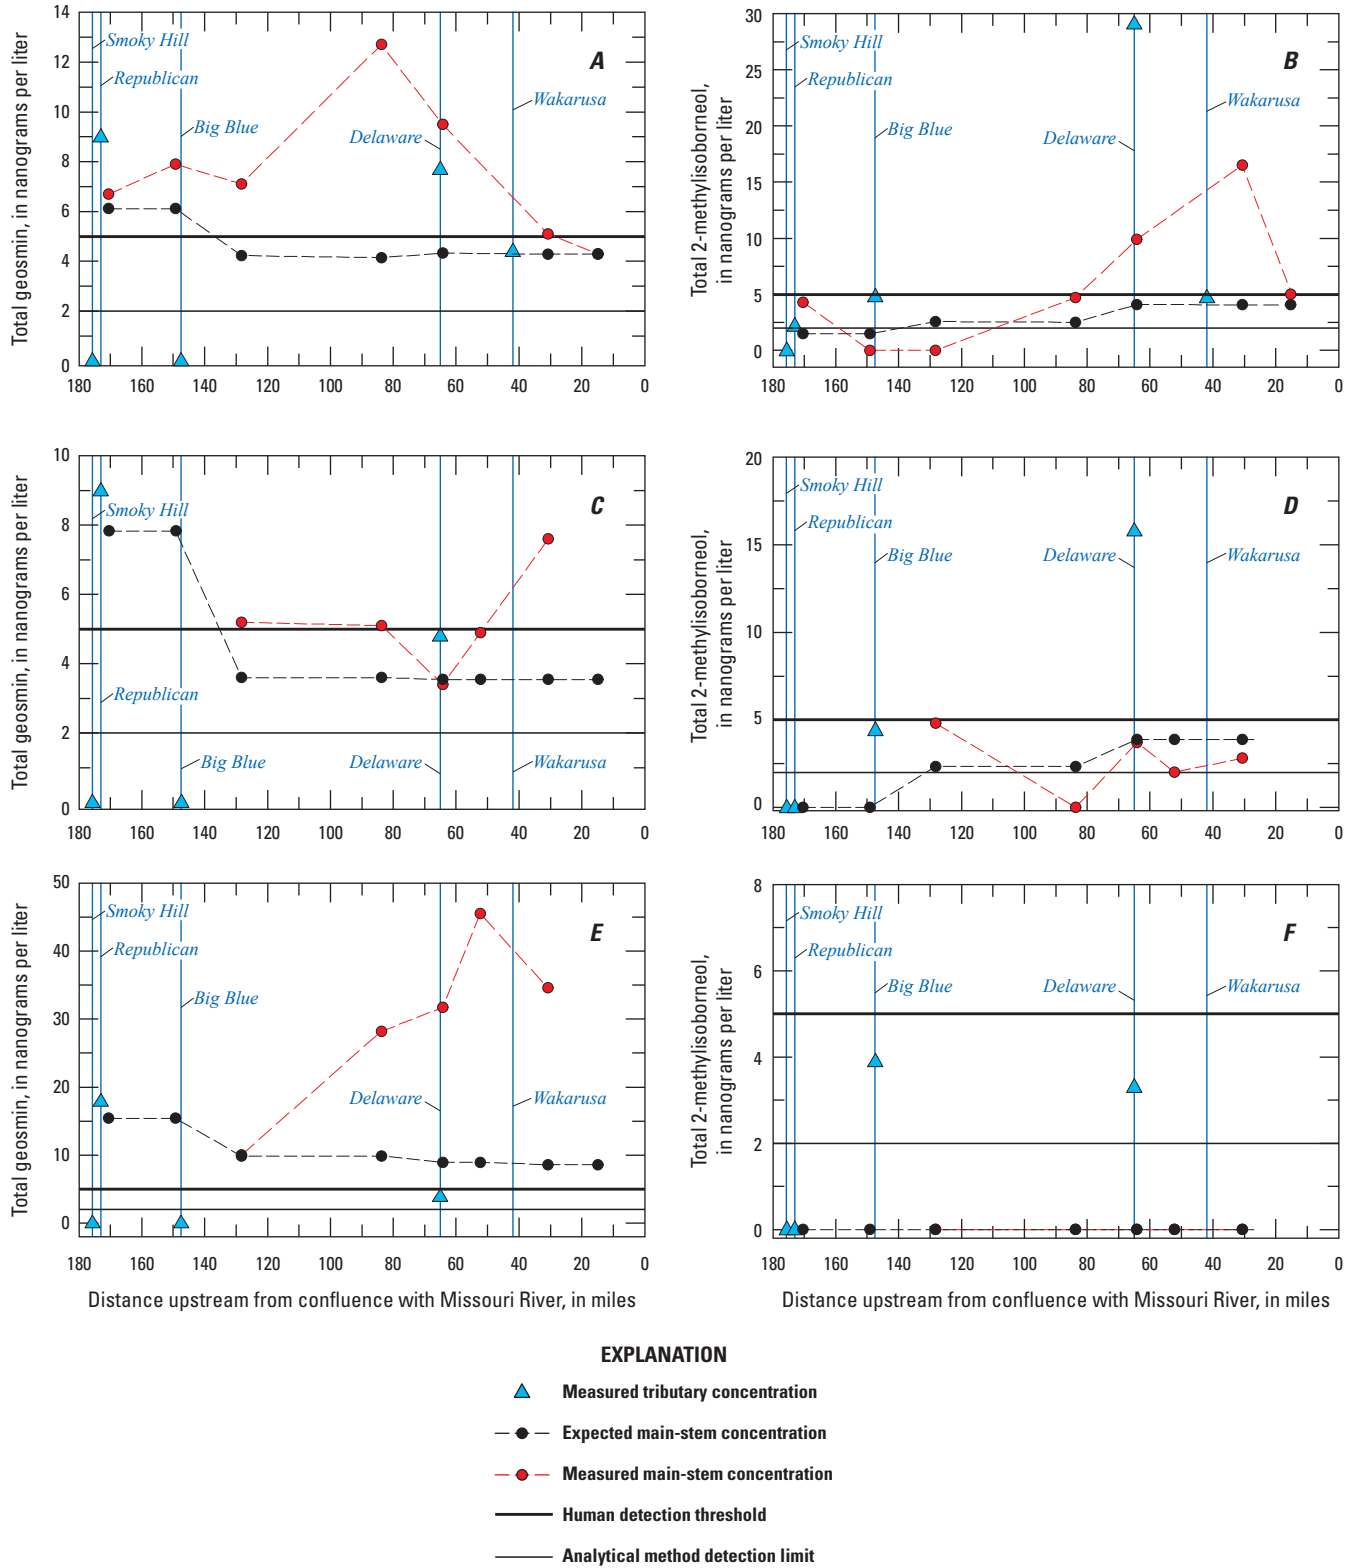 Total geosmin, in nanograms per liter
14
12
10
8
6
4
2
0
180 160 140 120 100 80 60 40 20 0
Smoky Hill
Republican
Big Blue
Delaware
Wakarusa
A
Total 2-methylisoborneol,
in nanograms per liter
30
25
20
15
10
5
2
0
180 160 140 120 100 80 60 40 20 0
Smoky Hill
Republican
Big Blue
Delaware
Wakarusa
B
Total geosmin, in nanograms per liter
10
8
6
4
2
0
180 160 140 120 100 80 60 40 20 0
Smoky Hill
Republican
Big Blue
Delaware
Wakarusa
C
Total 2-methylisoborneol,
in nanograms per liter
20
15
10
5
2
0
180 160 140 120 100 80 60 40 20 0
Smoky Hill
Republican
Big Blue
Delaware
Wakarusa
D
Total geosmin, in nanograms per liter
50
40
30
20
10
5
2
0
180 160 140 120 100 80 60 40 20 0
Smoky Hill
Republican
Big Blue
Delaware
Wakarusa
E
Distance upstream from confluence with Missouri River, in miles
Total 2-methylisoborneol,
in nanograms per liter
8
6
4
2
0
180 160 140 120 100 80 60 40 20 0
Smoky Hill
Republican
Big Blue
Delaware
Wakarusa
F
Distance upstream from confluence with Missouri River, in miles
EXPLANATION
Measured tributary concentration
Expected main-stem concentration
Measured main-stem concentration
Human detection threshold
Analytical method detection limit